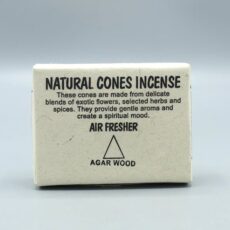 NATURAL CONES INCENSE
These cones are made from delicate
blends of exotic flowers, selected herbs and
spices. They provide gentle aroma and
create a spiritual mood.
AIR FRESHER
AGAR WOOD